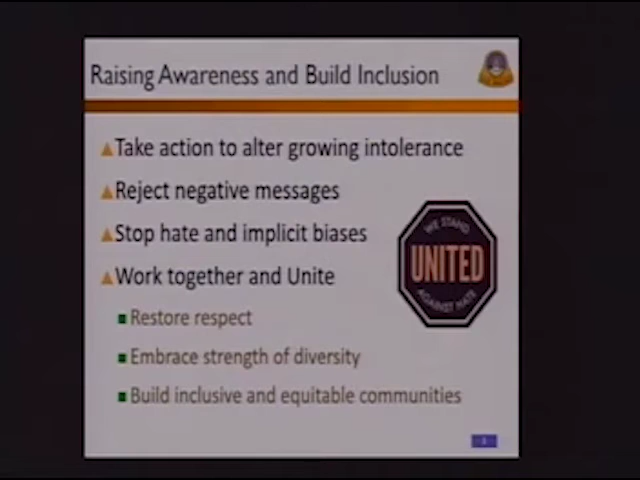 Raising Awareness and Build Inclusion
Take action to alter growing intolerance
Reject negative messages
Stop hate and implicit biases
Work together and Unite
Restore respect
Embrace strength of diversity
Build inclusive and equitable communities
WE STAND
UNITED
AGAINST HATE